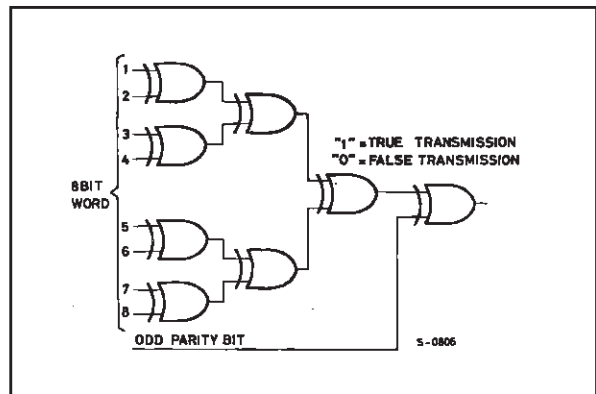 1
2
3
4
"1" = TRUE TRANSMISSION
"0" = FALSE TRANSMISSION
8BIT
WORD
5
6
7
8
ODD PARITY BIT
S-0806